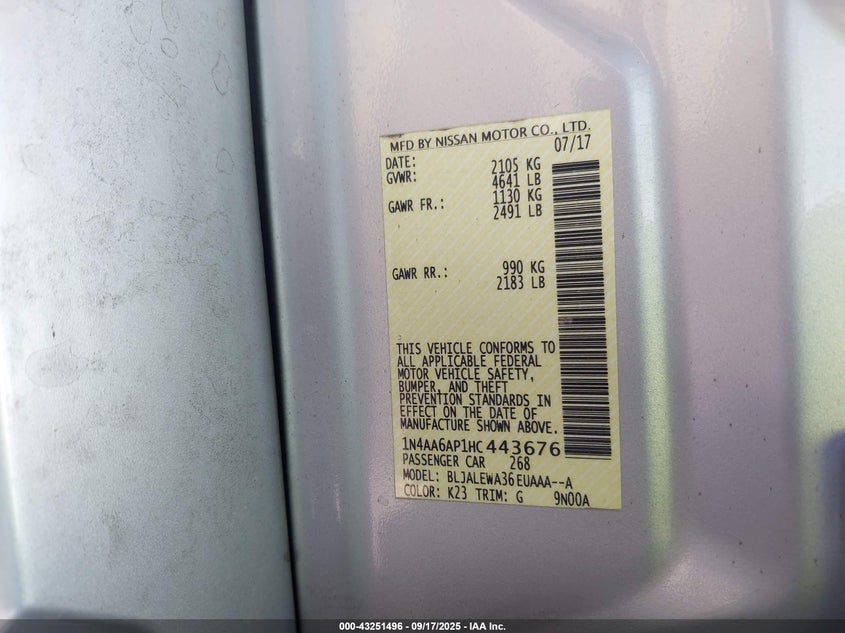 MFD BY NISSAN MOTOR CO., LTD.
DATE: 07/17
GVWR: 2105 KG
4641 LB
GAWR FR.: 1130 KG
2491 LB
GAWR RR.: 990 KG
2183 LB
THIS VEHICLE CONFORMS TO
ALL APPLICABLE FEDERAL
MOTOR VEHICLE SAFETY,
BUMPER, AND THEFT
PREVENTION STANDARDS IN
EFFECT ON THE DATE OF
MANUFACTURE SHOWN ABOVE.
1N4AA6AP1HC443676
PASSENGER CAR 268
MODEL: BLJALEWA36EUAAA--A
COLOR: K23 TRIM: G 9N00A
000-43251496 - 09/17/2025 - IAA Inc.